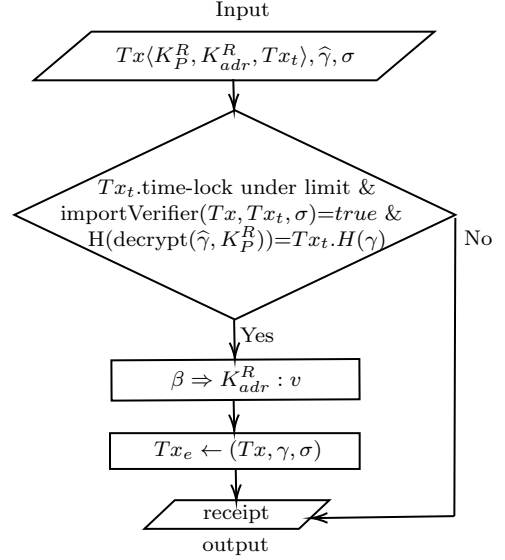 Input
Tx⟨K_P^R, K_adr^R, Tx_t⟩, γ̂, σ
Tx_t.time-lock under limit &
importVerifier(Tx, Tx_t, σ)=true &
H(decrypt(γ̂, K_P^R))=Tx_t.H(γ)
No
Yes
β ⇒ K_adr^R : v
Tx_e ← (Tx, γ, σ)
receipt
output